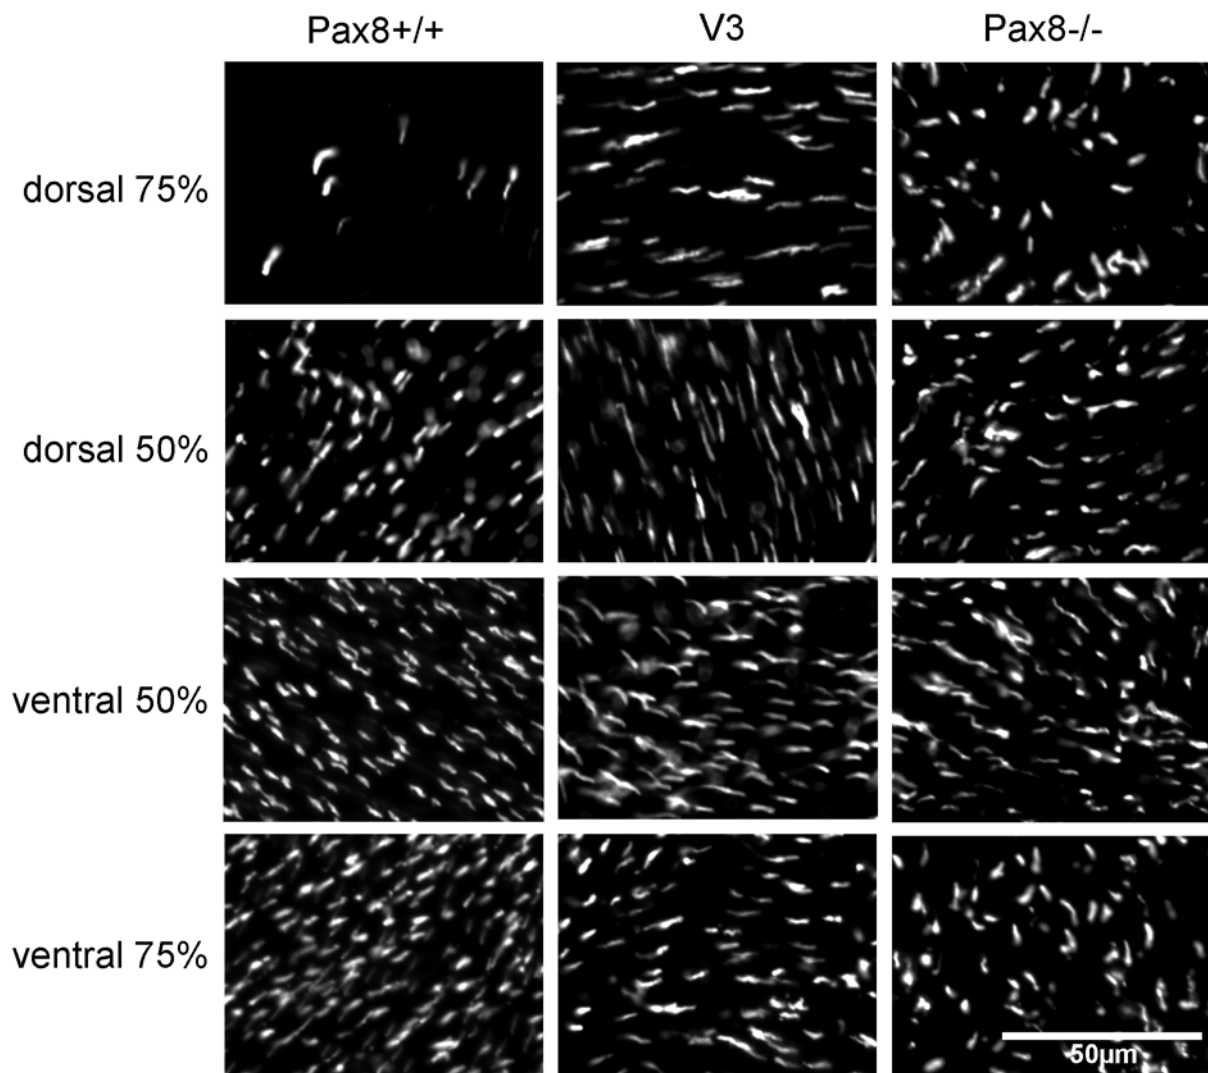 Pax8+/+ V3 Pax8-/-
dorsal 75%
dorsal 50%
ventral 50%
ventral 75%
50µm